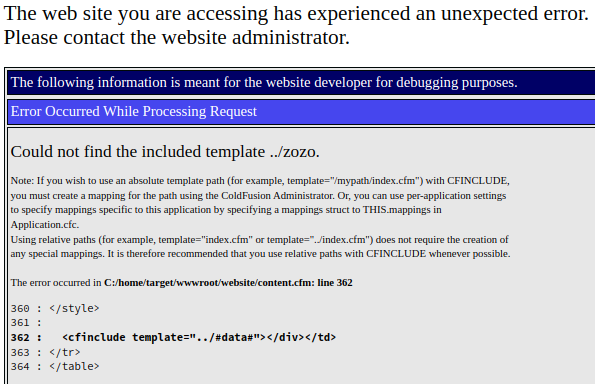 The web site you are accessing has experienced an unexpected error.
Please contact the website administrator.
The following information is meant for the website developer for debugging purposes.
Error Occurred While Processing Request
Could not find the included template ../zozo.
Note: If you wish to use an absolute template path (for example, template="/mypath/index.cfm") with CFINCLUDE,
you must create a mapping for the path using the ColdFusion Administrator. Or, you can use per-application settings
to specify mappings specific to this application by specifying a mappings struct to THIS.mappings in
Application.cfc.
Using relative paths (for example, template="index.cfm" or template="../index.cfm") does not require the creation of
any special mappings. It is therefore recommended that you use relative paths with CFINCLUDE whenever possible.
The error occurred in C:/home/target/wwwroot/website/content.cfm: line 362
360 : </style>
361 :
362 : <cfinclude template="../#data#"></div></td>
363 : </tr>
364 : </table>